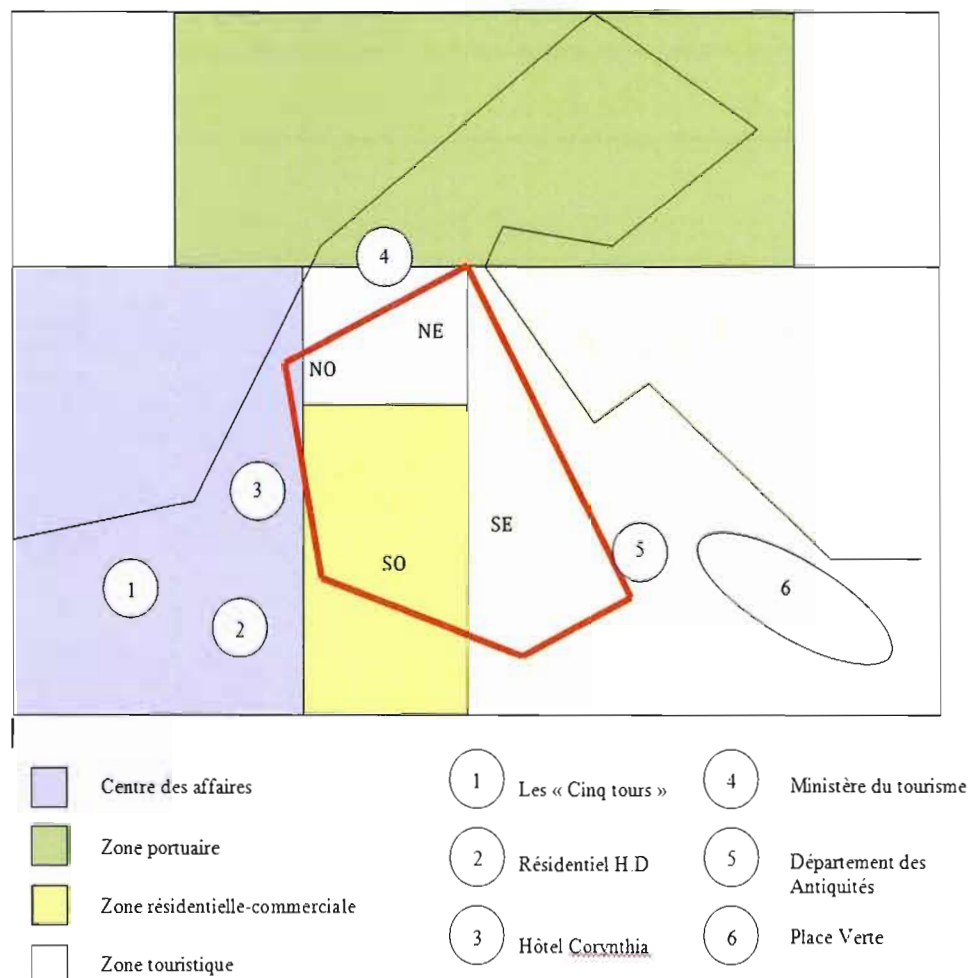 4
NE
NO
3
SE
5
SO
1
6
2
Centre des affaires
Zone portuaire
Zone résidentielle-commerciale
Zone touristique
1 Les « Cinq tours »
2 Résidentiel H.D
3 Hôtel Corynthia
4 Ministère du tourisme
5 Département des
Antiquités
6 Place Verte